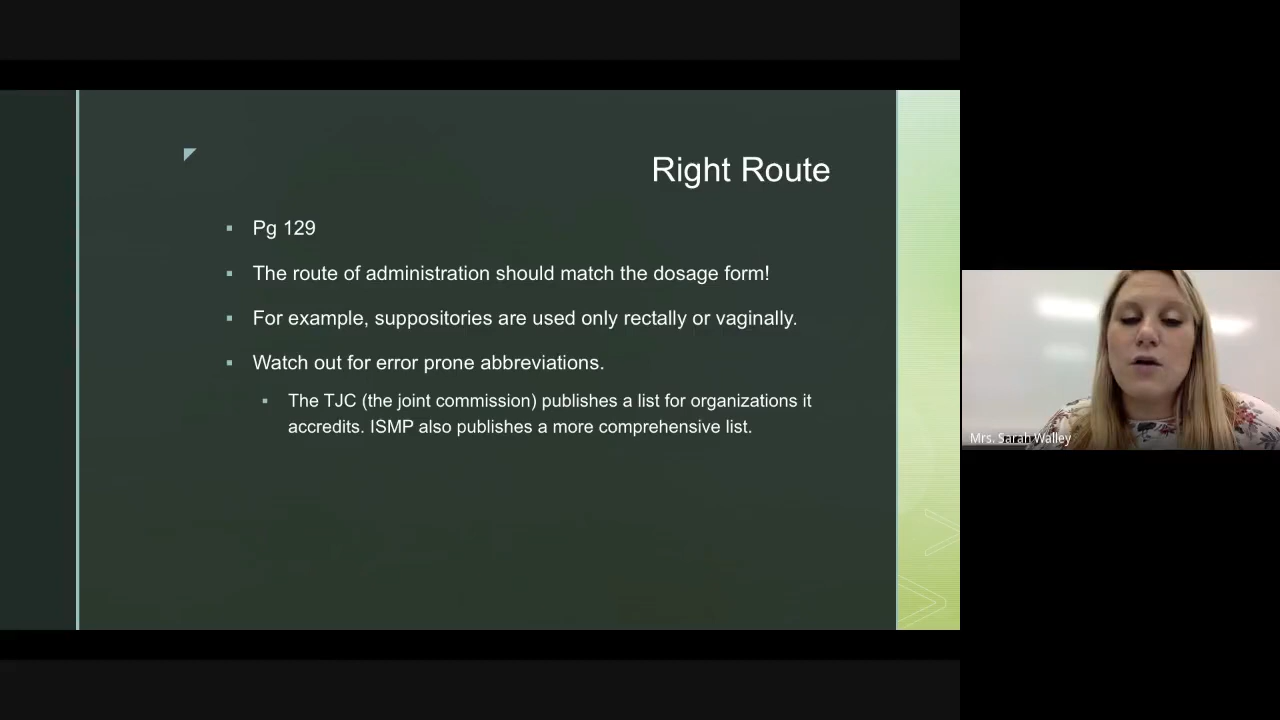 Right Route
Pg 129
The route of administration should match the dosage form!
For example, suppositories are used only rectally or vaginally.
Watch out for error prone abbreviations.
The TJC (the joint commission) publishes a list for organizations it
accredits. ISMP also publishes a more comprehensive list.
Mrs. Sarah Walley